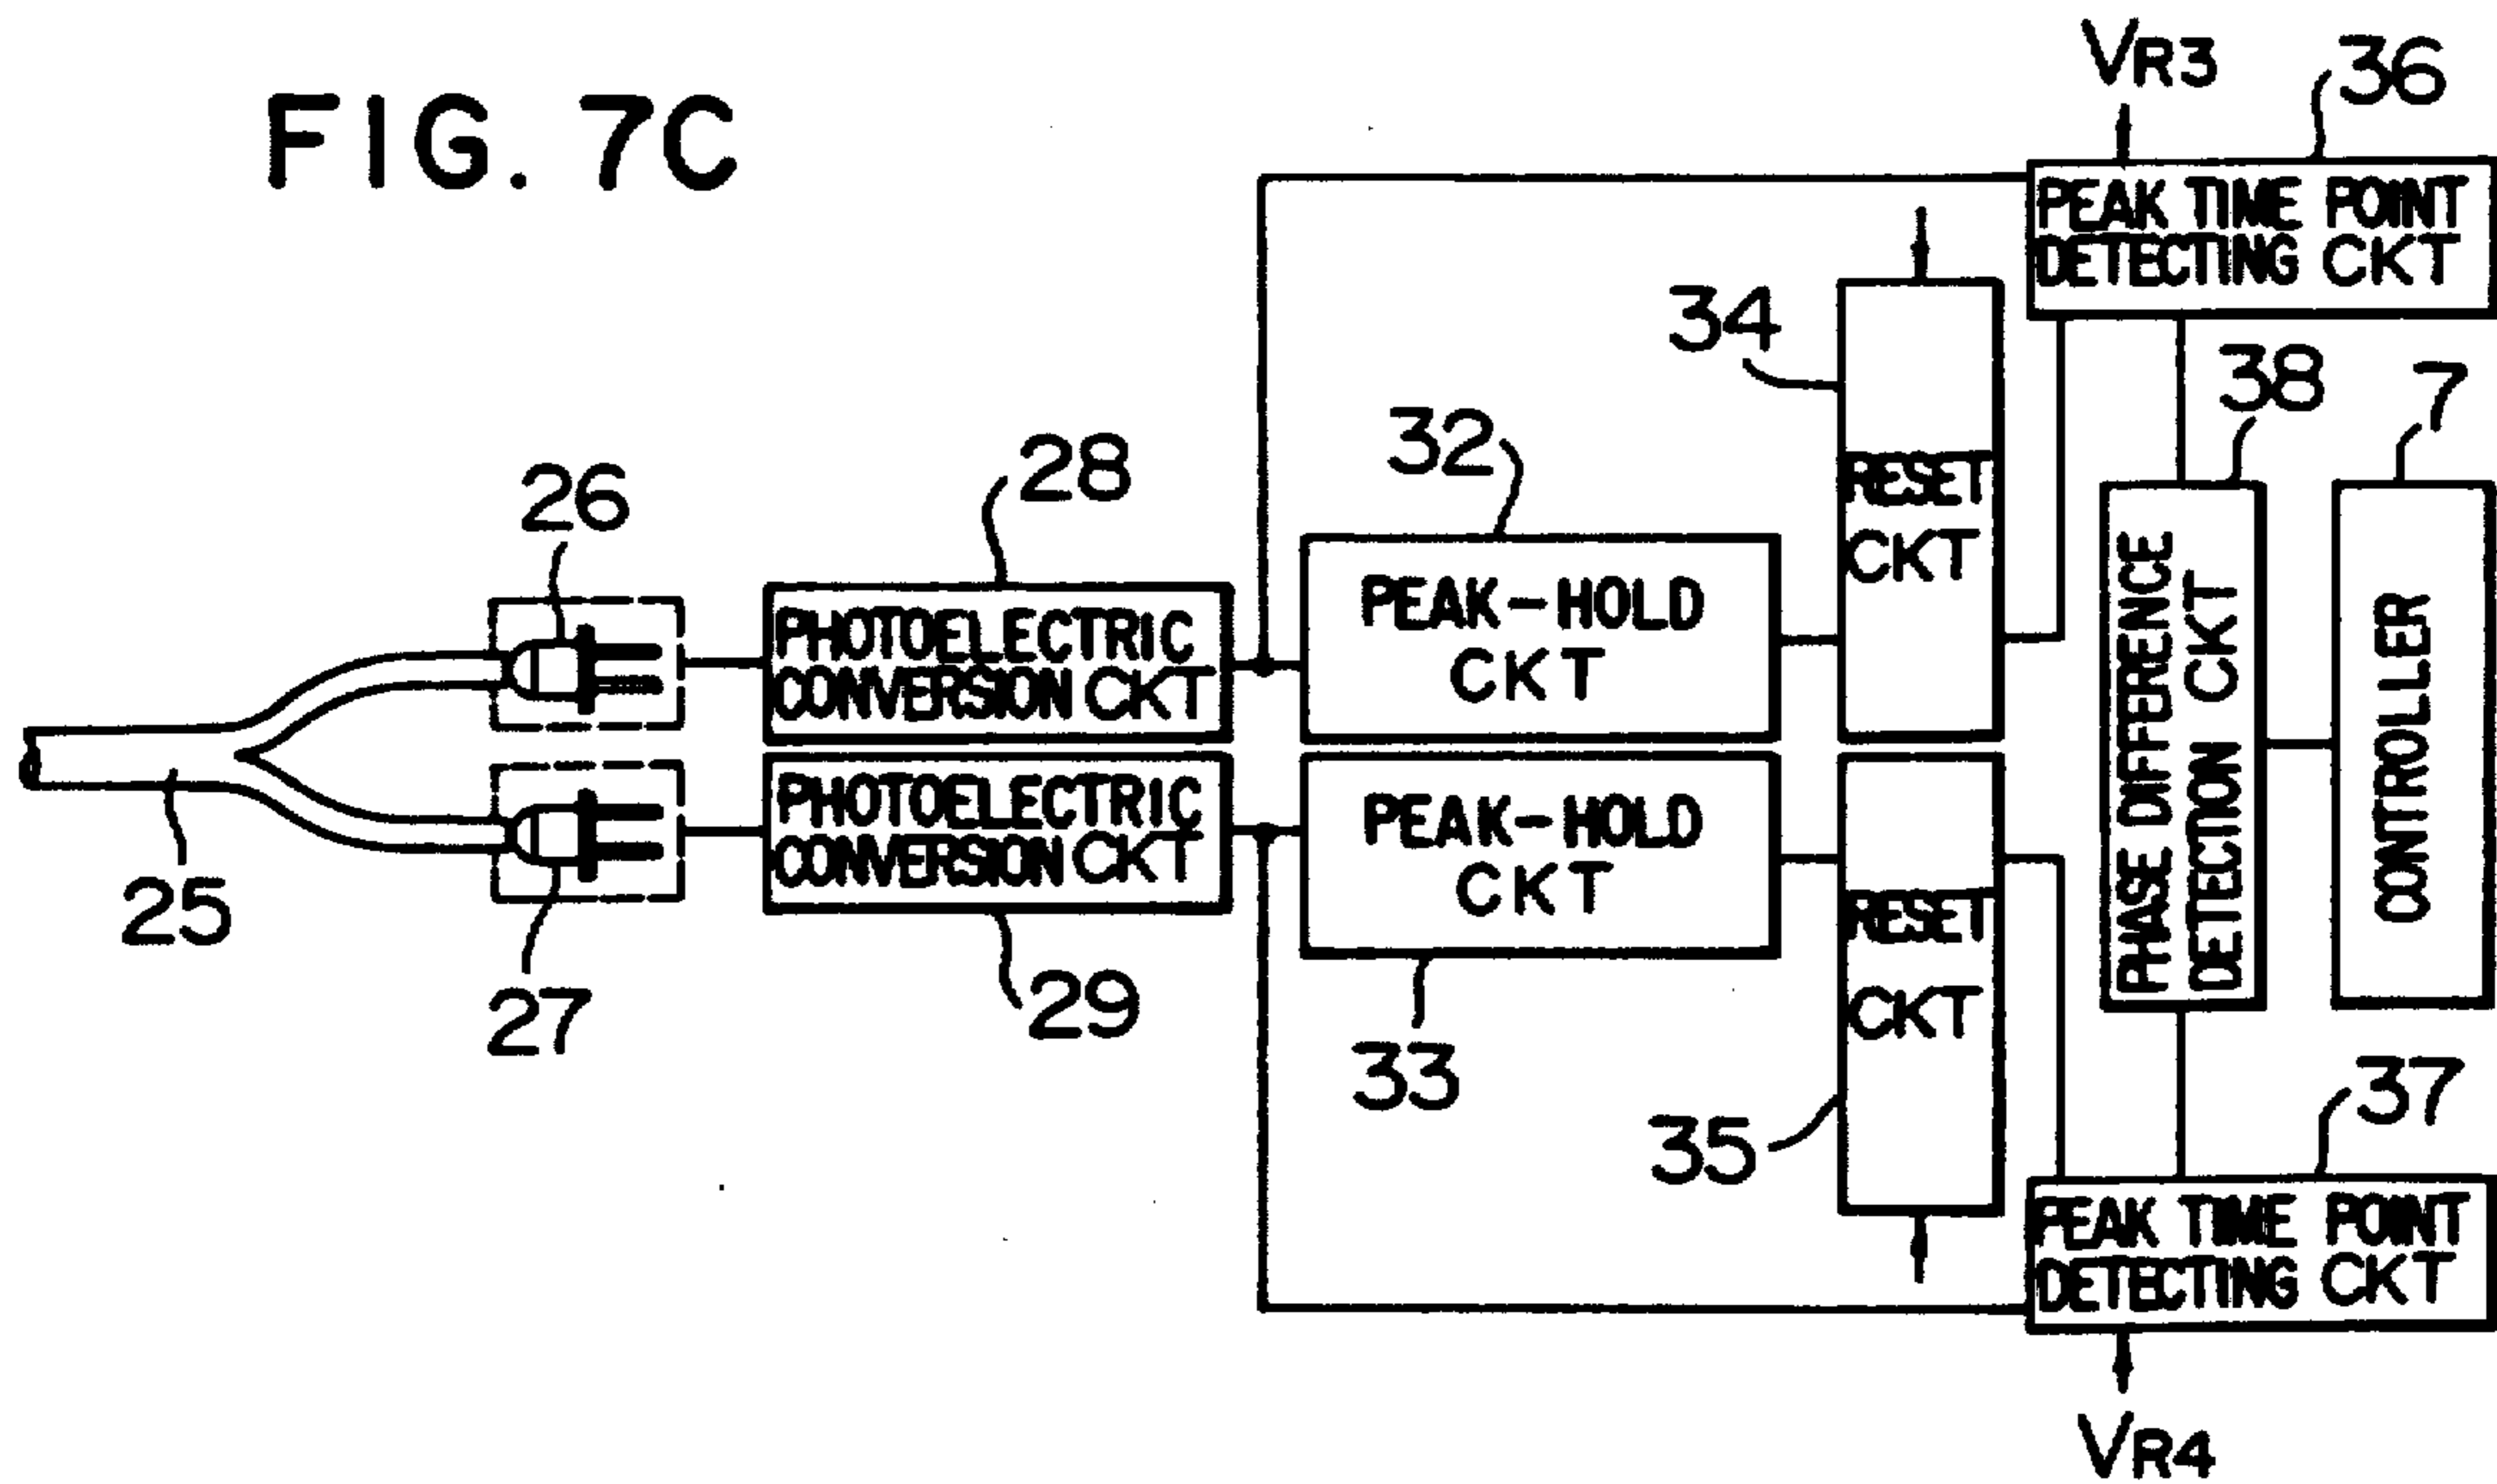 FIG. 7C
VR3
36
PEAK TIME POINT
DETECTING CKT
34
38
7
32
28
26
RESET
CKT
PEAK-HOLD
CKT
PHOTOELECTRIC
CONVERSION CKT
PHASE DIFFERENCE
DETECTION CKT
CONTROLLER
PHOTOELECTRIC
CONVERSION CKT
PEAK-HOLD
CKT
RESET
CKT
25
27
29
33
35
37
PEAK TIME POINT
DETECTING CKT
VR4